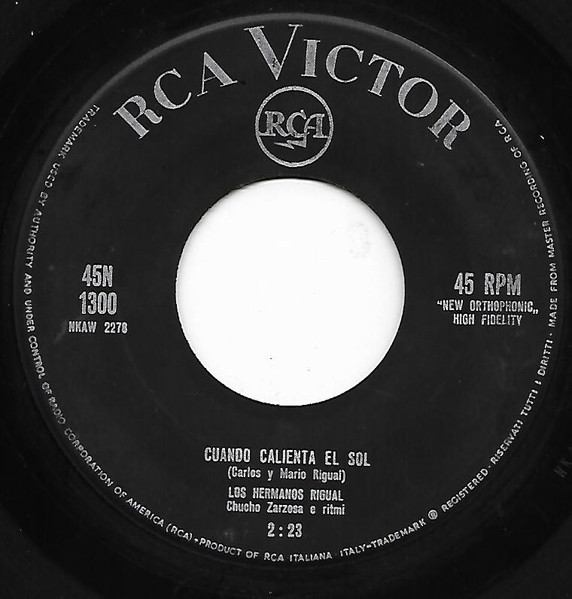 RCA VICTOR
RCA
45N
1300
NKAW 2278
45 RPM
"NEW ORTHOPHONIC„
HIGH FIDELITY
CUANDO CALIENTA EL SOL
(Carlos y Mario Rigual)
LOS HERMANOS RIGUAL
Chucho Zarzosa e ritmi
2:23
TRADEMARK USED BY AUTHORITY AND UNDER CONTROL OF RADIO CORPORATION OF AMERICA (RCA) - PRODUCT OF RCA ITALIANA ITALY - TRADEMARK ® REGISTERED - RISERVATI TUTTI I DIRITTI - MADE FROM MASTER RECORDING OF RCA